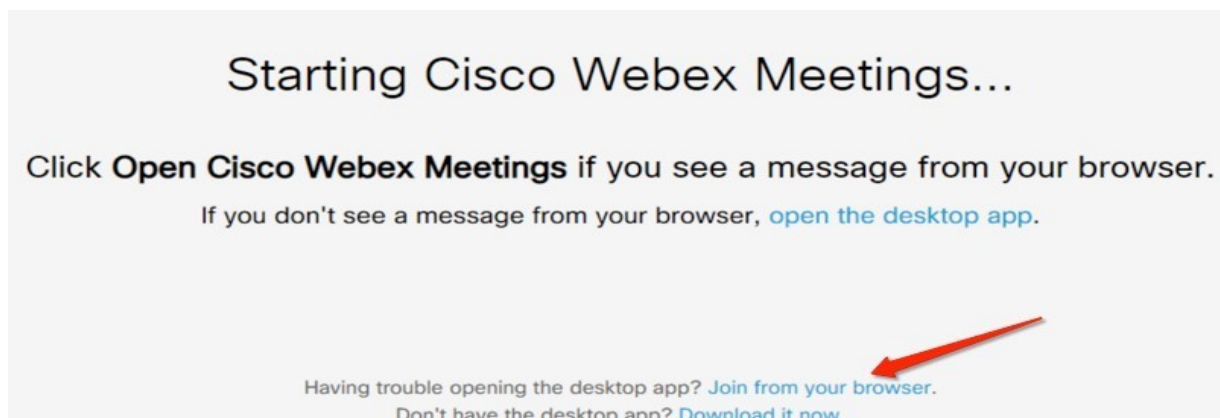 Starting Cisco Webex Meetings...
Click Open Cisco Webex Meetings if you see a message from your browser.
If you don't see a message from your browser, open the desktop app.
Having trouble opening the desktop app? Join from your browser.
Don't have the desktop app? Download it now.